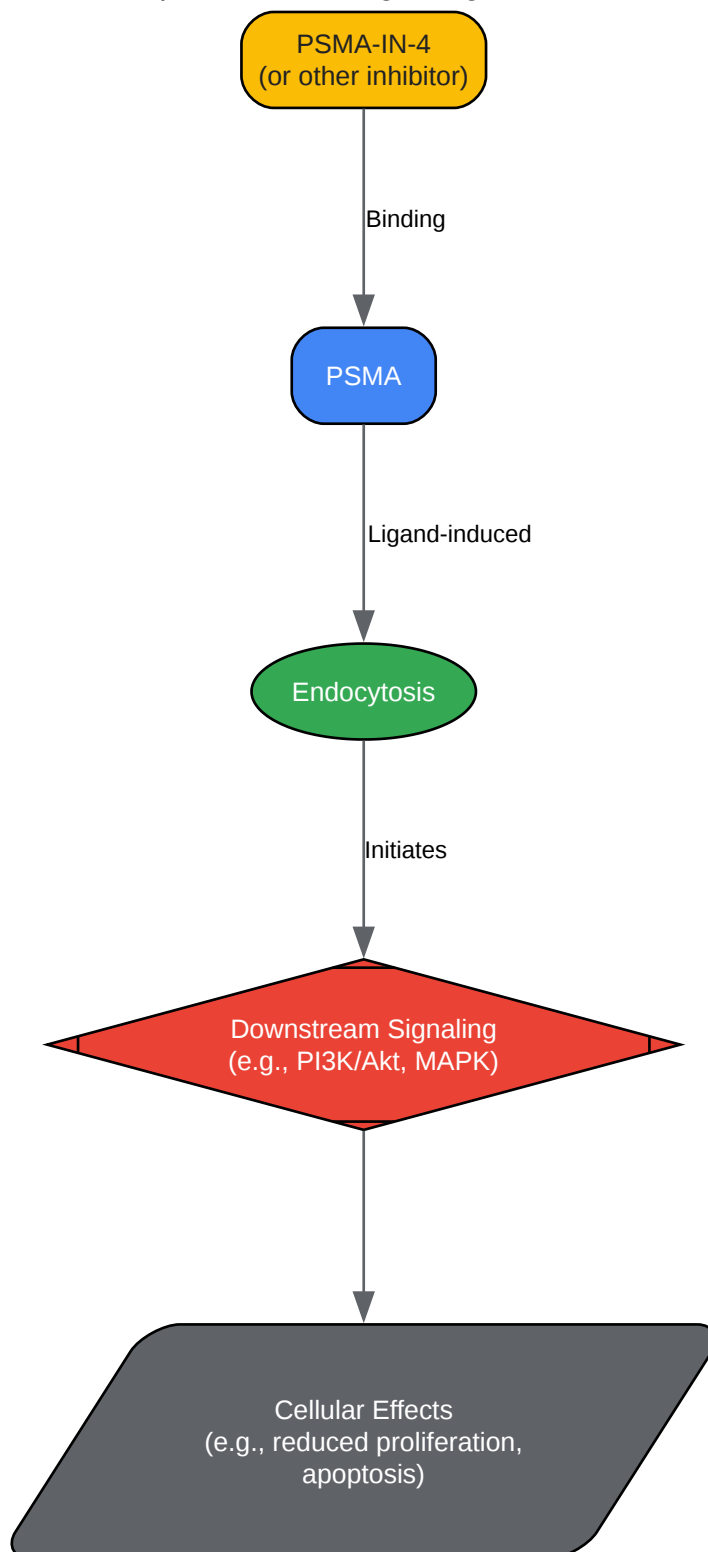 PSMA-IN-4
(or other inhibitor)
Binding
PSMA
Ligand-induced
Endocytosis
Initiates
Downstream Signaling
(e.g., PI3K/Akt, MAPK)
Cellular Effects
(e.g., reduced proliferation,
apoptosis)